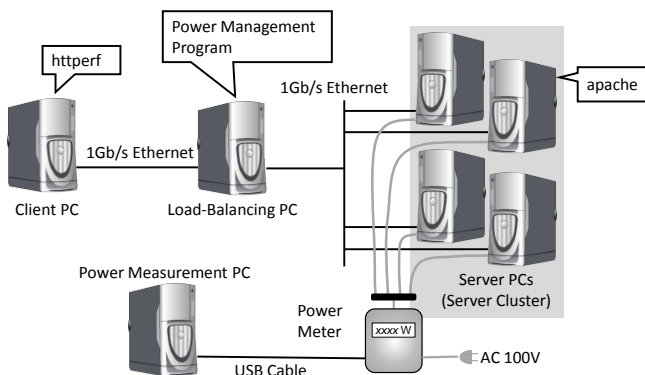 Power Management
Program
httperf
apache
1Gb/s Ethernet
1Gb/s Ethernet
Client PC
Load-Balancing PC
Power Measurement PC
Server PCs
(Server Cluster)
Power
Meter
xxxx W
AC 100V
USB Cable